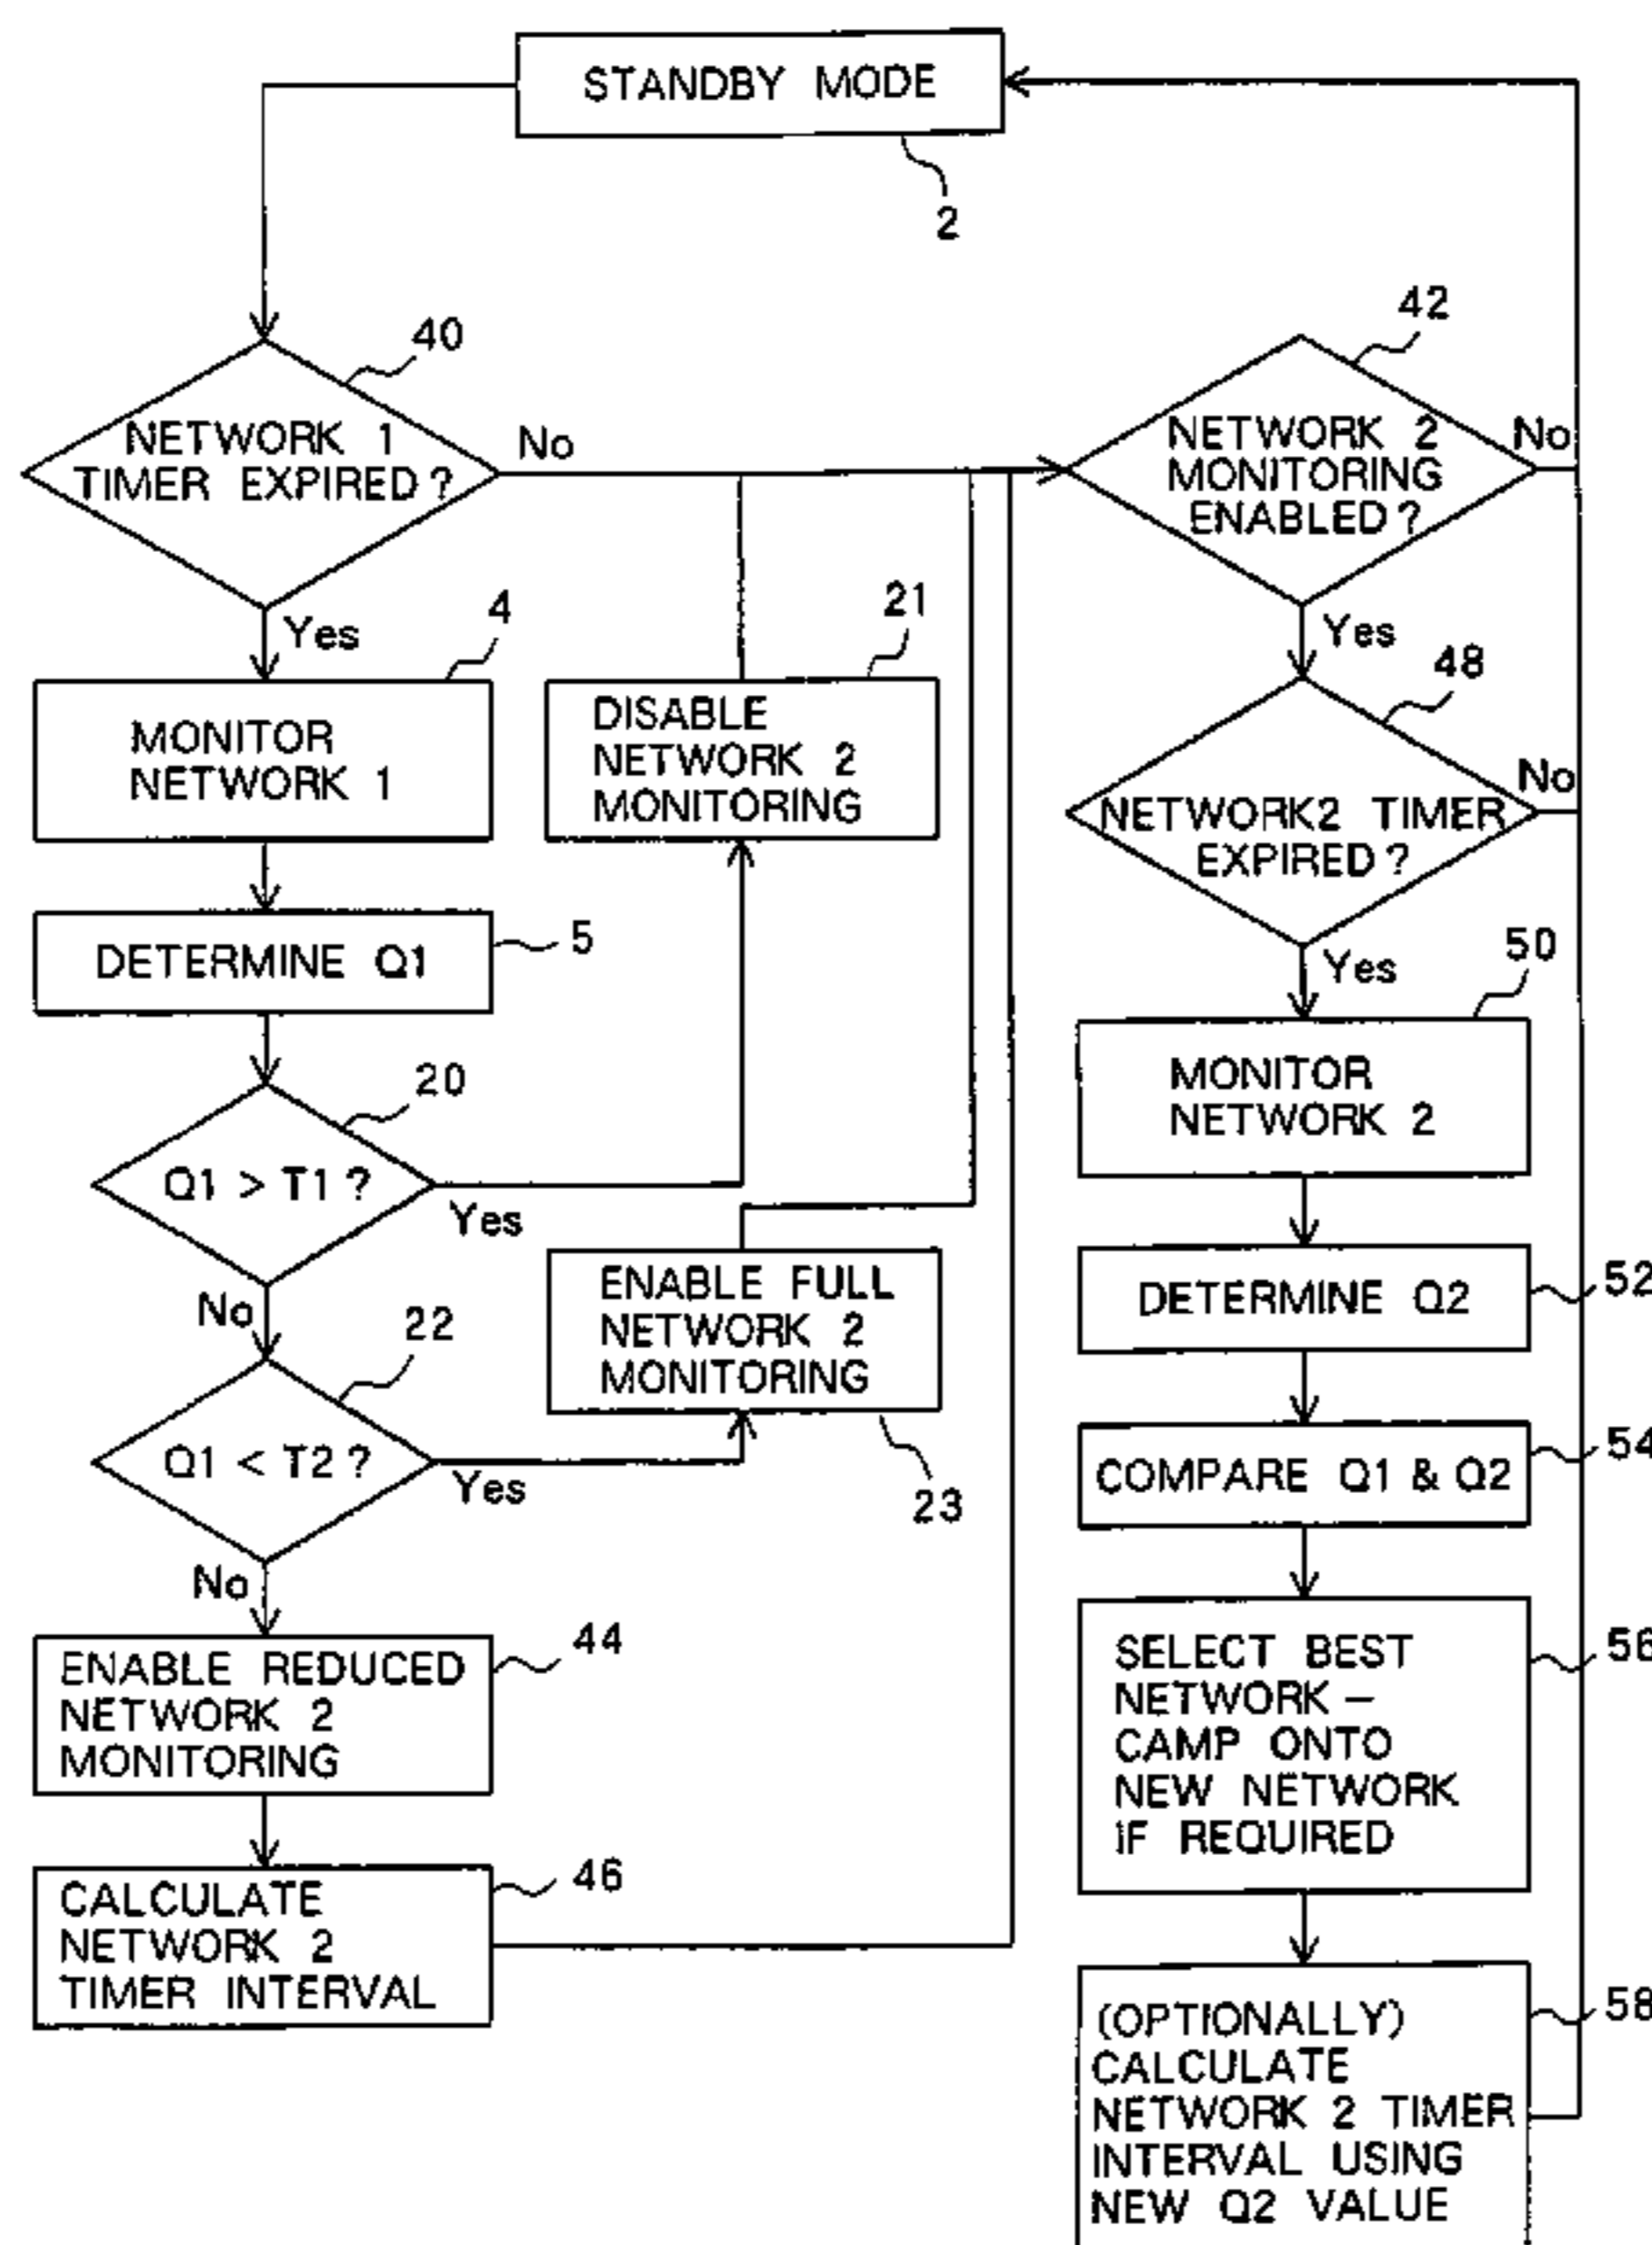 STANDBY MODE
2
40
NETWORK 1
TIMER EXPIRED?
No
Yes
4
MONITOR
NETWORK 1
DETERMINE Q1
5
20
Q1 > T1?
Yes
No
22
Q1 < T2?
Yes
No
ENABLE REDUCED
NETWORK 2
MONITORING
44
CALCULATE
NETWORK 2
TIMER INTERVAL
46
21
DISABLE
NETWORK 2
MONITORING
ENABLE FULL
NETWORK 2
MONITORING
23
42
NETWORK 2
MONITORING
ENABLED?
No
Yes
48
NETWORK2 TIMER
EXPIRED?
No
Yes
50
MONITOR
NETWORK 2
DETERMINE Q2
52
COMPARE Q1 & Q2
54
SELECT BEST
NETWORK –
CAMP ONTO
NEW NETWORK
IF REQUIRED
56
(OPTIONALLY)
CALCULATE
NETWORK 2 TIMER
INTERVAL USING
NEW Q2 VALUE
58